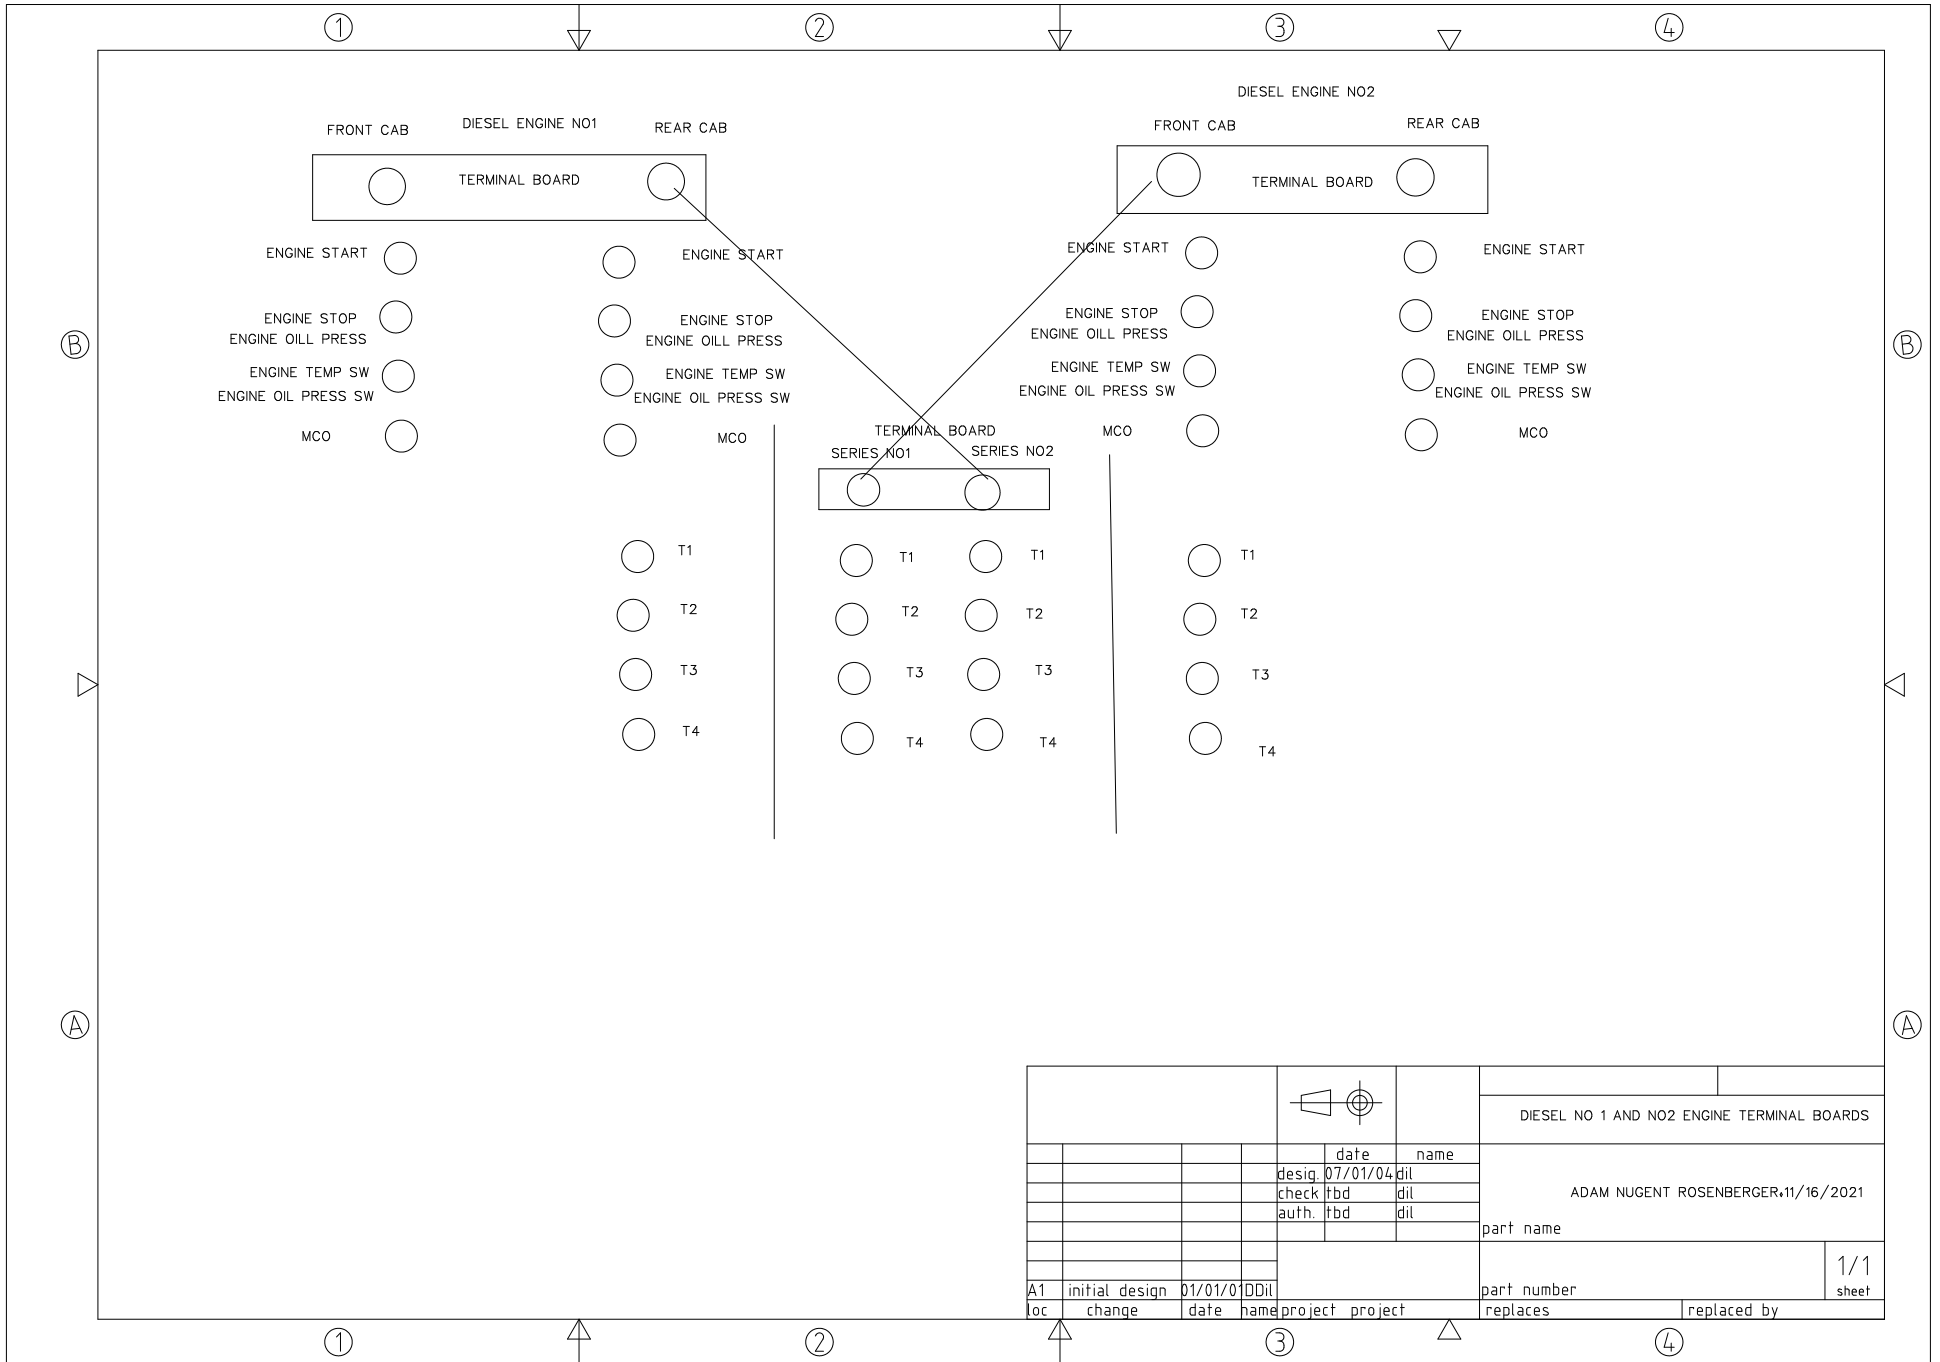 1 2 3 4
DIESEL ENGINE NO2
FRONT CAB DIESEL ENGINE NO1 REAR CAB
FRONT CAB REAR CAB
TERMINAL BOARD
TERMINAL BOARD
ENGINE START
ENGINE START
ENGINE START
ENGINE START
ENGINE STOP
ENGINE OILL PRESS
ENGINE STOP
ENGINE OILL PRESS
ENGINE STOP
ENGINE OILL PRESS
ENGINE STOP
ENGINE OILL PRESS
B
B
ENGINE TEMP SW
ENGINE OIL PRESS SW
ENGINE TEMP SW
ENGINE OIL PRESS SW
ENGINE TEMP SW
ENGINE OIL PRESS SW
ENGINE TEMP SW
ENGINE OIL PRESS SW
MCO
MCO
TERMINAL BOARD
MCO
MCO
SERIES NO1 SERIES NO2
T1 T1 T1 T1
T2 T2 T2 T2
T3 T3 T3 T3
T4 T4 T4 T4
A
A
DIESEL NO 1 AND NO2 ENGINE TERMINAL BOARDS
date name
desig. 07/01/04 dil
check tbd dil
auth. tbd dil
ADAM NUGENT ROSENBERGER,11/16/2021
part name
1/1
sheet
A1 initial design 01/01/01 DDil
part number
loc change date name project project replaces replaced by
1 2 3 4